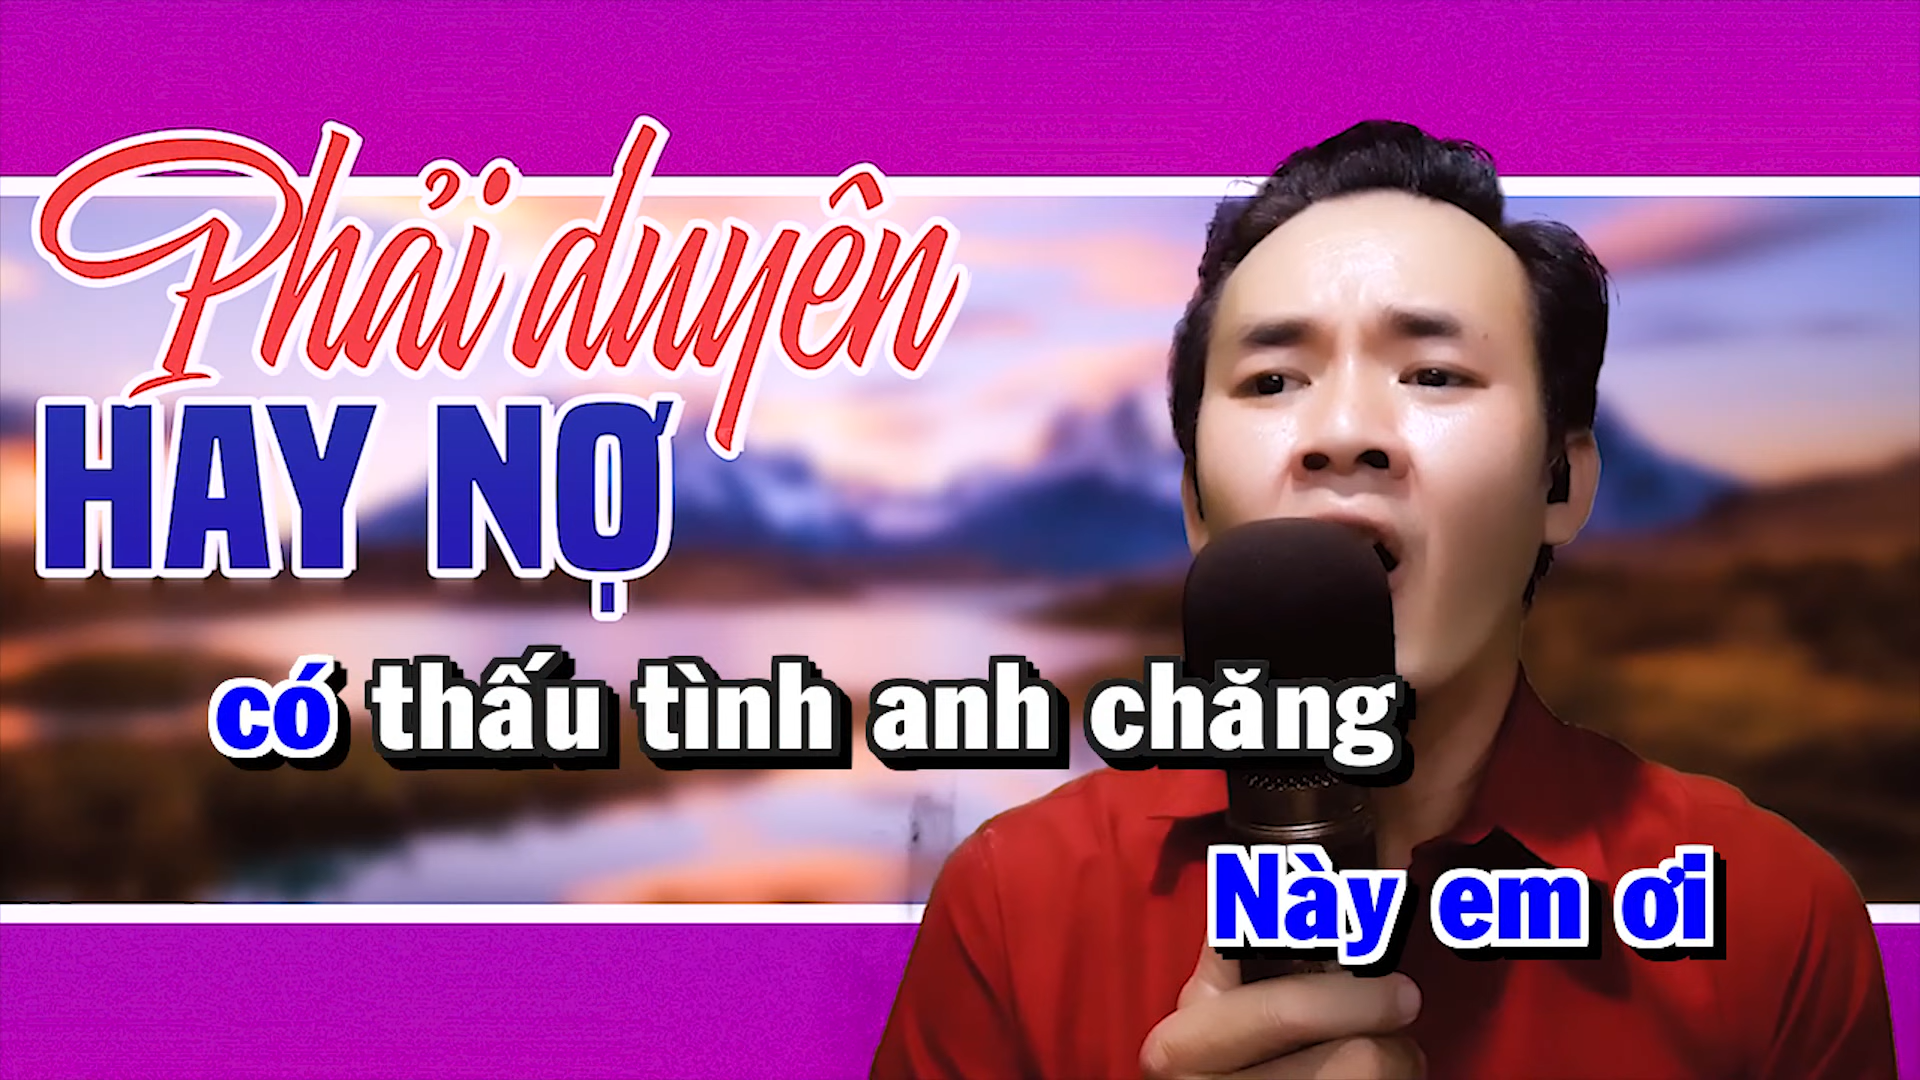 Phải duyên
HAY NỢ
có thấu tình anh chăng
Này em ơi